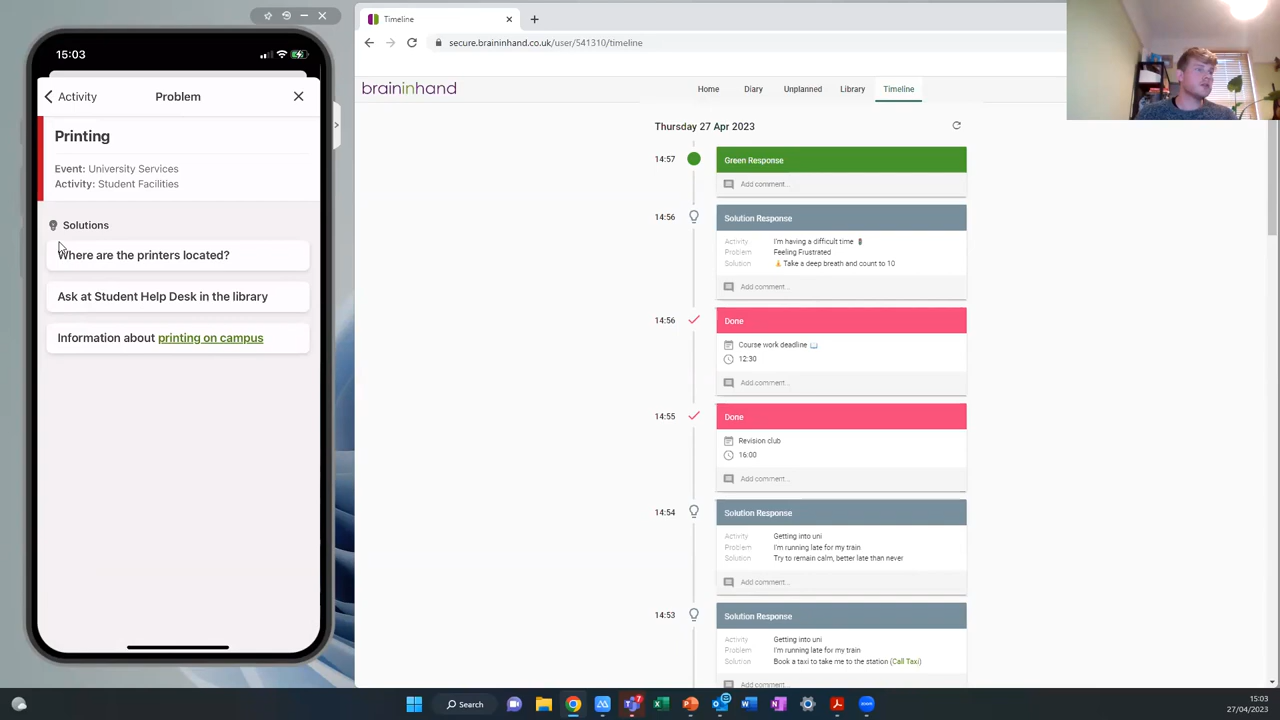 15:03
Activity
Problem
Printing
Event: University Services
Activity: Student Facilities
Solutions
Where are the printers located?
Ask at Student Help Desk in the library
Information about printing on campus
Timeline
secure.braininhand.co.uk/user/541310/timeline
braininhand
Home
Diary
Unplanned
Library
Timeline
Thursday 27 Apr 2023
14:57
Green Response
Add comment...
14:56
Solution Response
Activity I'm having a difficult time
Problem Feeling Frustrated
Solution Take a deep breath and count to 10
Add comment...
14:56
Done
Course work deadline
12:30
Add comment...
14:55
Done
Revision club
16:00
Add comment...
14:54
Solution Response
Activity Getting into uni
Problem I'm running late for my train
Solution Try to remain calm, better late than never
Add comment...
14:53
Solution Response
Activity Getting into uni
Problem I'm running late for my train
Solution Book a taxi to take me to the station (Call Taxi)
Add comment...
Search
7
15:03
27/04/2023